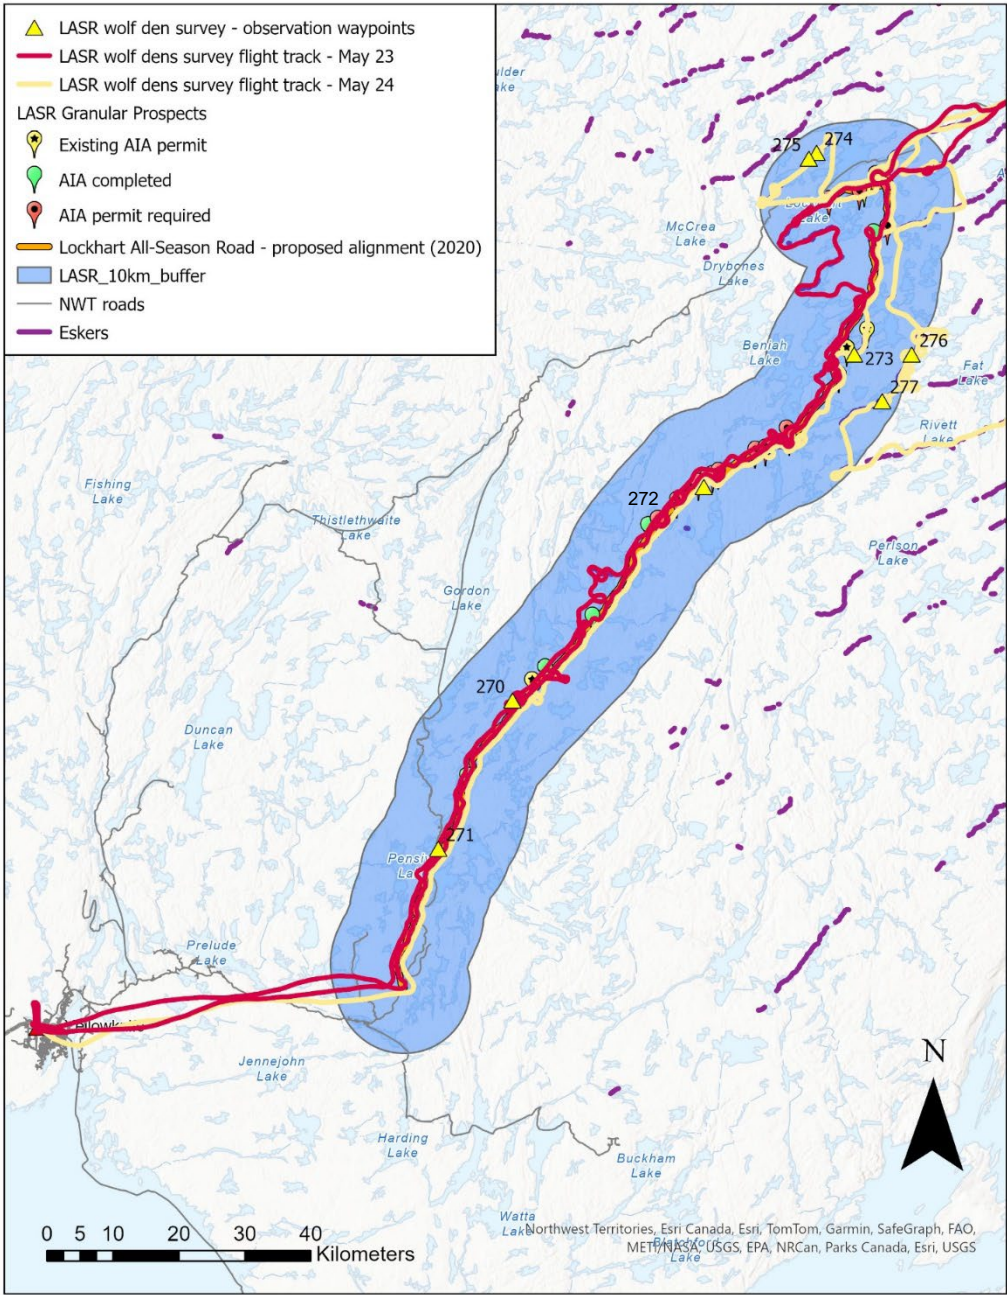 LASR wolf den survey - observation waypoints
LASR wolf dens survey flight track - May 23
LASR wolf dens survey flight track - May 24
LASR Granular Prospects
Existing AIA permit
AIA completed
AIA permit required
Lockhart All-Season Road - proposed alignment (2020)
LASR_10km_buffer
NWT roads
Eskers
275
274
McCrea
Lake
Lake
Drybones
Lake
Beniah
Lake
276
273
Fat
Lake
277
Rivett
Lake
Fishing
Lake
272
Thistlethwaite
Lake
Perlson
Lake
Gordon
Lake
270
Duncan
Lake
271
Prelude
Lake
Jennejohn
Lake
N
Harding
Lake
Buckham
Lake
Watta
Lake
Northwest Territories, Esri Canada, Esri, TomTom, Garmin, SafeGraph, FAO,
METI/NASA, USGS, EPA, NRCan, Parks Canada, Esri, USGS
Lake
0 5 10 20 30 40
Kilometers